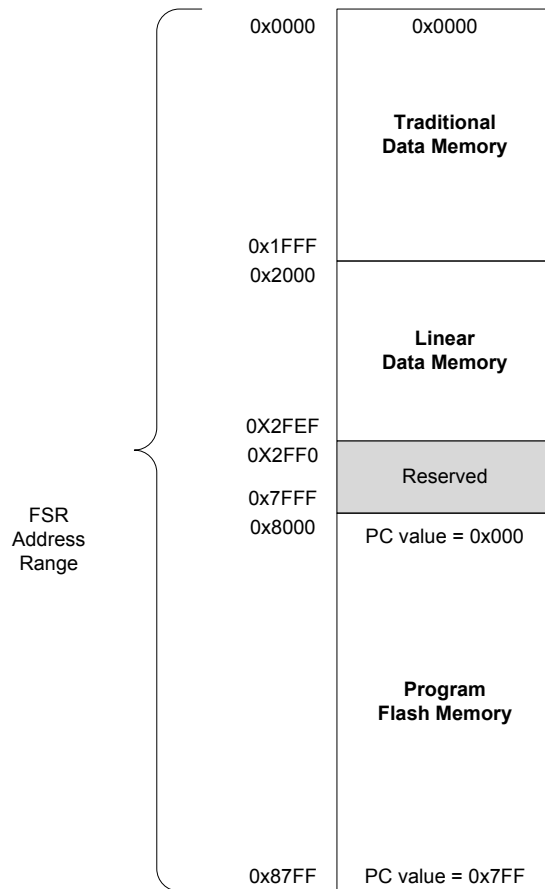 0x0000
0x0000
Traditional
Data Memory
0x1FFF
0x2000
Linear
Data Memory
0X2FEF
0X2FF0
Reserved
0x7FFF
FSR
Address
Range
0x8000
PC value = 0x000
Program
Flash Memory
0x87FF
PC value = 0x7FF